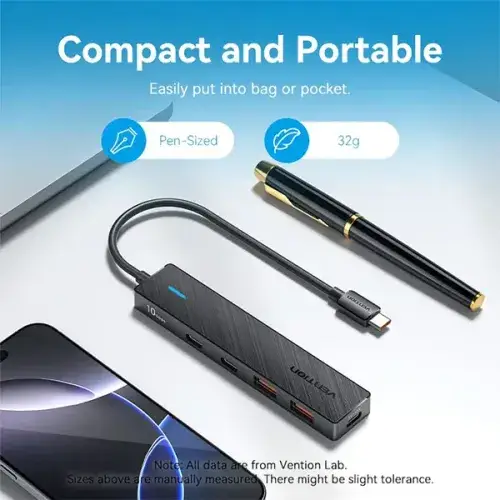 Compact and Portable
Easily put into bag or pocket.
Pen-Sized
32g
VENTION
10Gbps
VENTION
Note: All data are from Vention Lab.
Sizes above are manually measured. There might be slight tolerance.